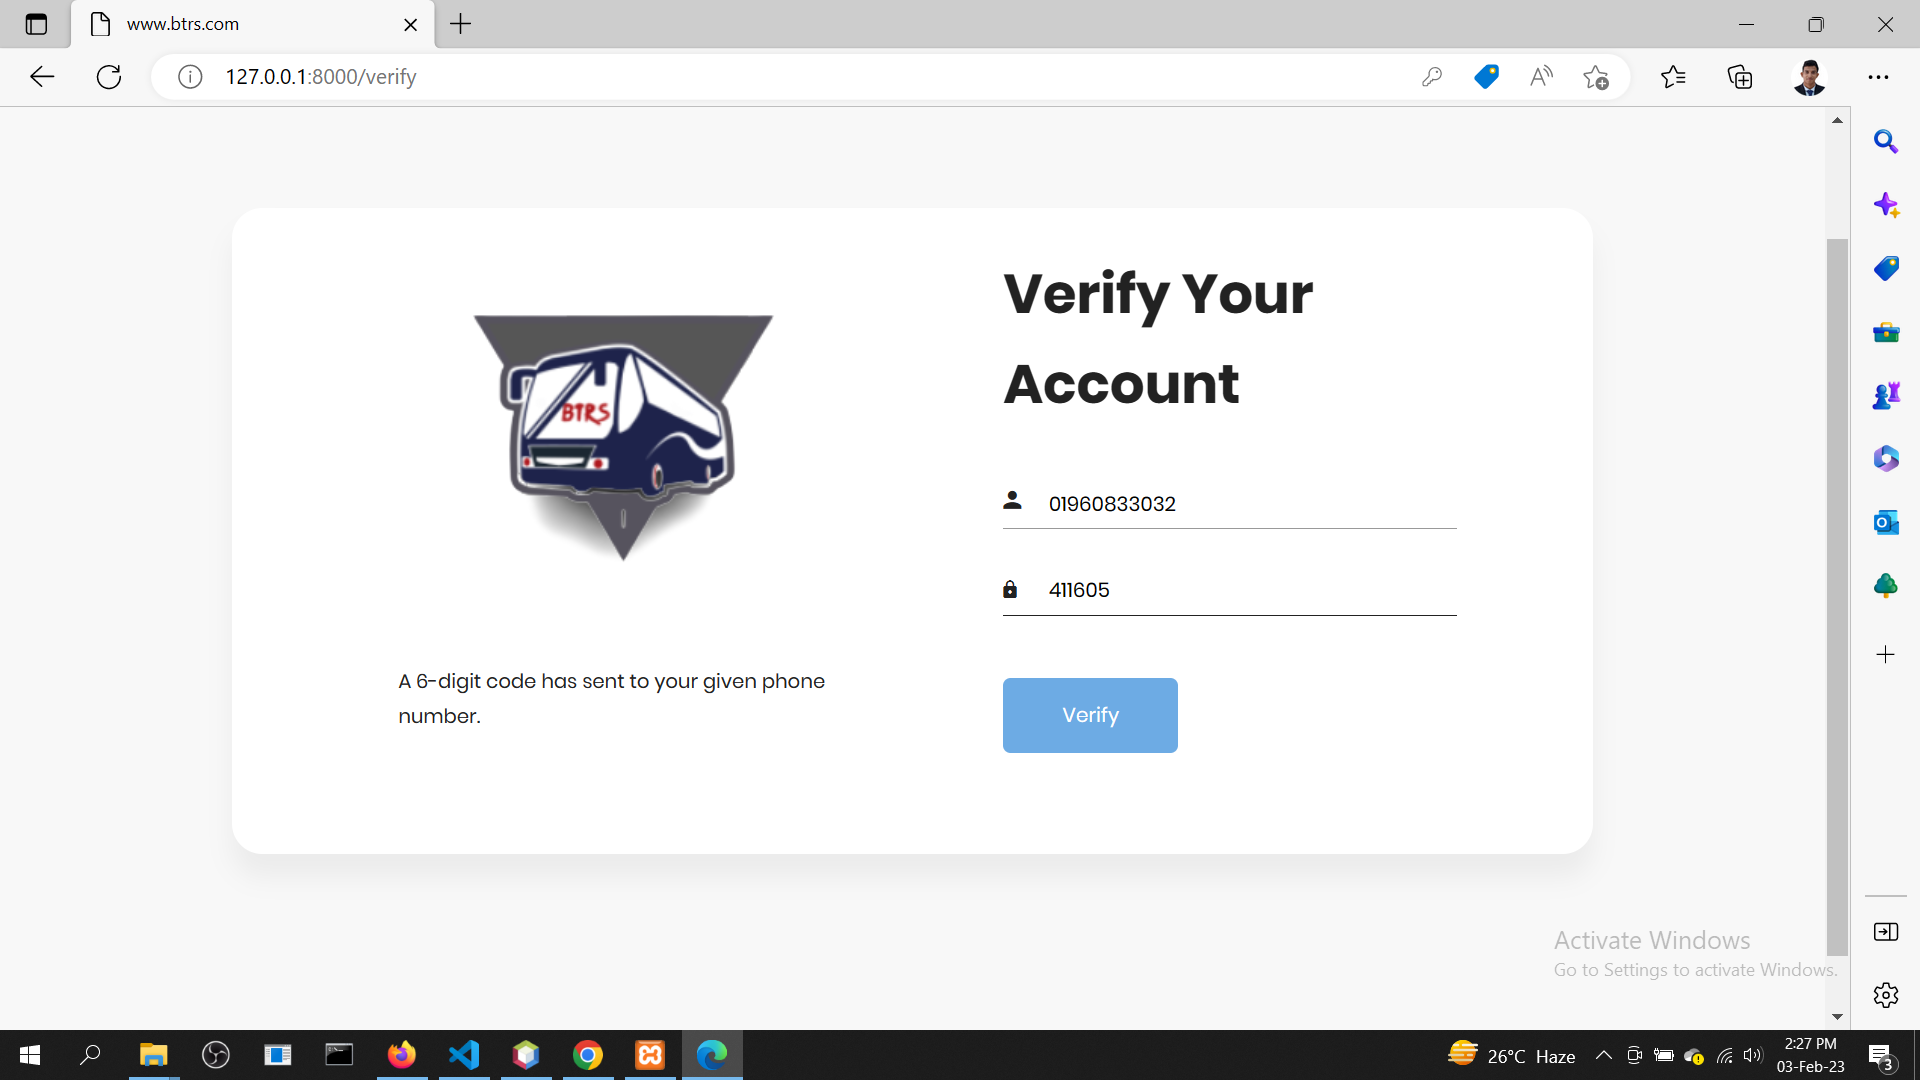 www.btrs.com
127.0.0.1:8000/verify
BTRS
Verify Your
Account
01960833032
411605
A 6-digit code has sent to your given phone
number.
Verify
Activate Windows
Go to Settings to activate Windows.
26°C Haze
2:27 PM
03-Feb-23
3